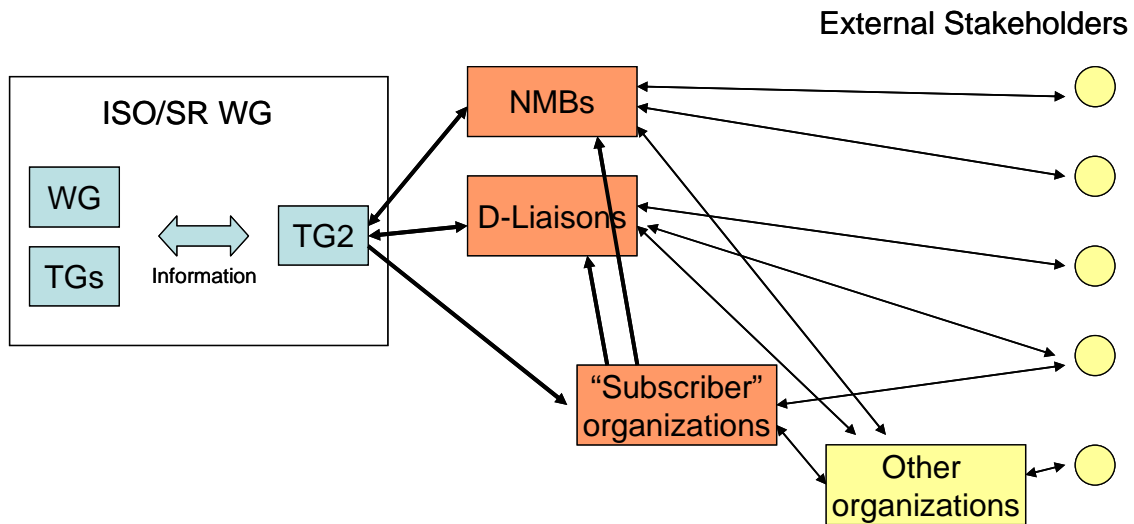 External Stakeholders
ISO/SR WG
NMBs
WG
D-Liaisons
TG2
TGs
Information
“Subscriber”
organizations
Other
organizations